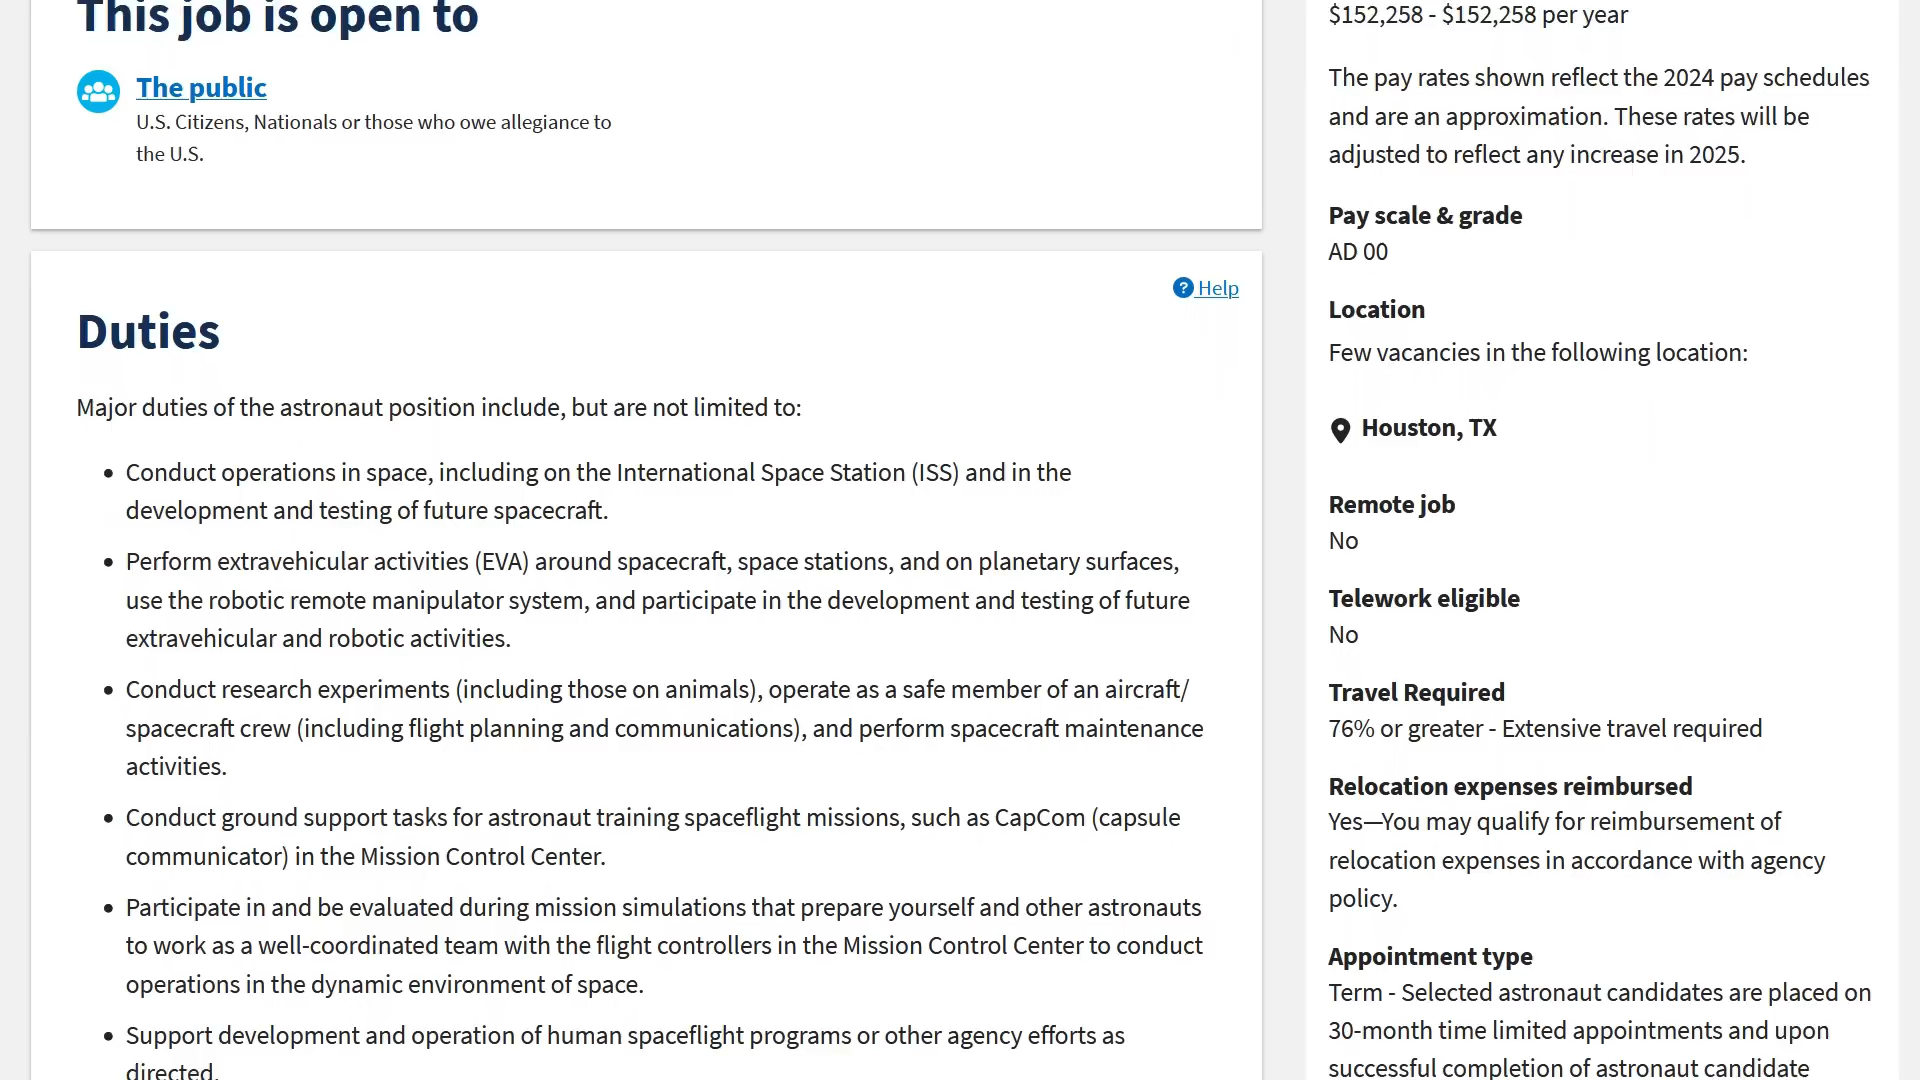 This job is open to
The public
U.S. Citizens, Nationals or those who owe allegiance to
the U.S.
Help
Duties
Major duties of the astronaut position include, but are not limited to:
• Conduct operations in space, including on the International Space Station (ISS) and in the
development and testing of future spacecraft.
• Perform extravehicular activities (EVA) around spacecraft, space stations, and on planetary surfaces,
use the robotic remote manipulator system, and participate in the development and testing of future
extravehicular and robotic activities.
• Conduct research experiments (including those on animals), operate as a safe member of an aircraft/
spacecraft crew (including flight planning and communications), and perform spacecraft maintenance
activities.
• Conduct ground support tasks for astronaut training spaceflight missions, such as CapCom (capsule
communicator) in the Mission Control Center.
• Participate in and be evaluated during mission simulations that prepare yourself and other astronauts
to work as a well-coordinated team with the flight controllers in the Mission Control Center to conduct
operations in the dynamic environment of space.
• Support development and operation of human spaceflight programs or other agency efforts as
directed.
$152,258 - $152,258 per year
The pay rates shown reflect the 2024 pay schedules
and are an approximation. These rates will be
adjusted to reflect any increase in 2025.
Pay scale & grade
AD 00
Location
Few vacancies in the following location:
Houston, TX
Remote job
No
Telework eligible
No
Travel Required
76% or greater - Extensive travel required
Relocation expenses reimbursed
Yes—You may qualify for reimbursement of
relocation expenses in accordance with agency
policy.
Appointment type
Term - Selected astronaut candidates are placed on
30-month time limited appointments and upon
successful completion of astronaut candidate